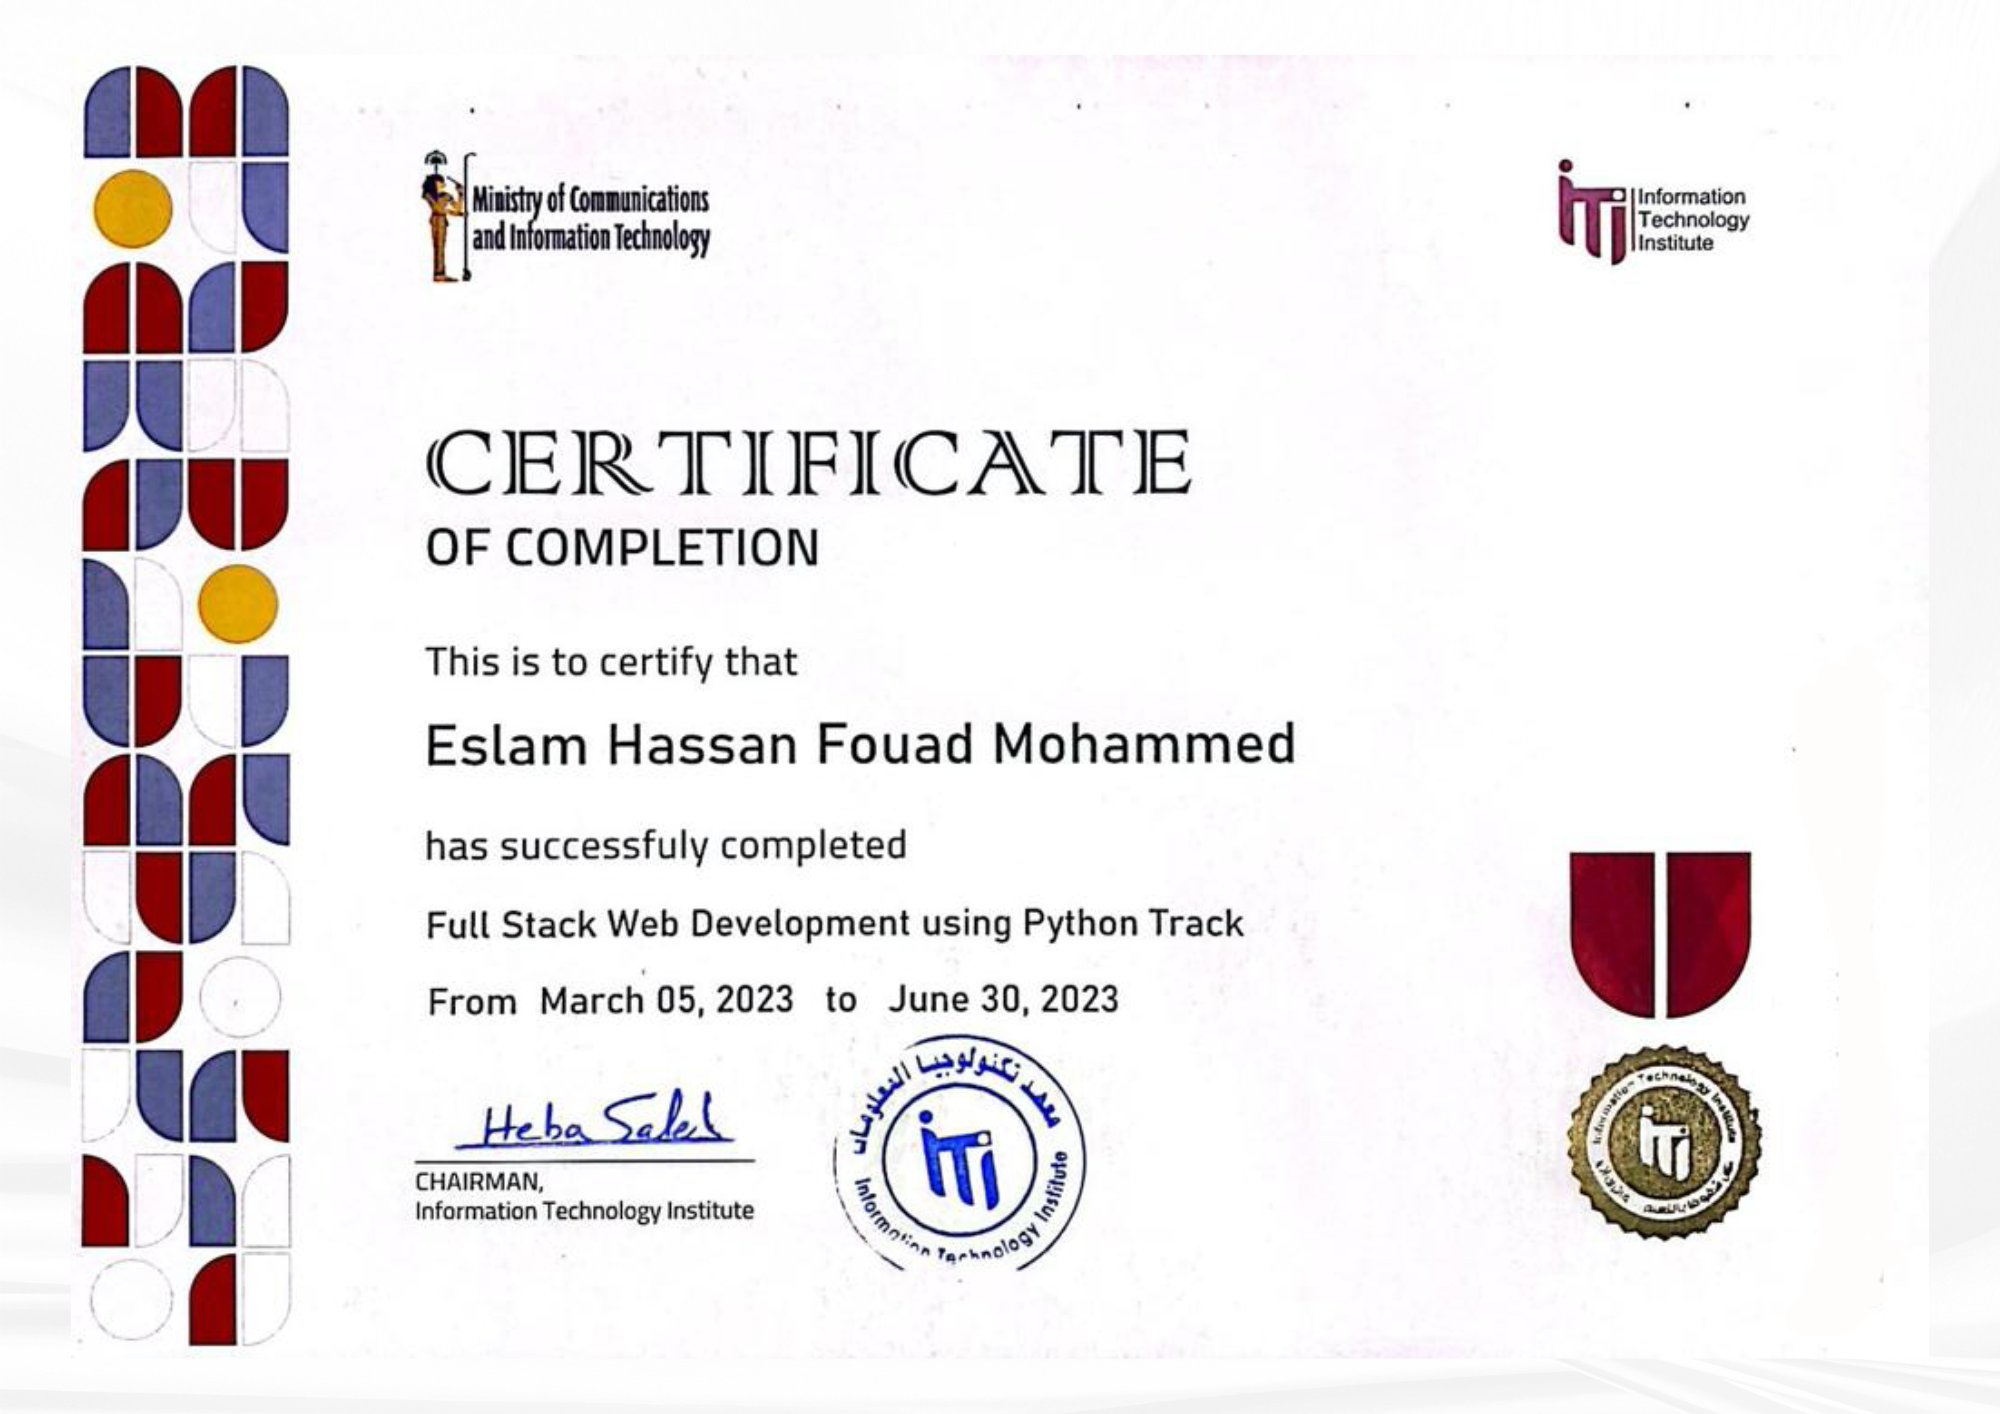 Ministry of Communications
and Information Technology
Information
Technology
Institute
CERTIFICATE
OF COMPLETION
This is to certify that
Eslam Hassan Fouad Mohammed
has successfuly completed
Full Stack Web Development using Python Track
From March 05, 2023 to June 30, 2023
Heba Saleh
CHAIRMAN,
Information Technology Institute
معهد تكنولوجيا المعلومات
iTi
Information Technology Institute
Information Technology Institute
iTi